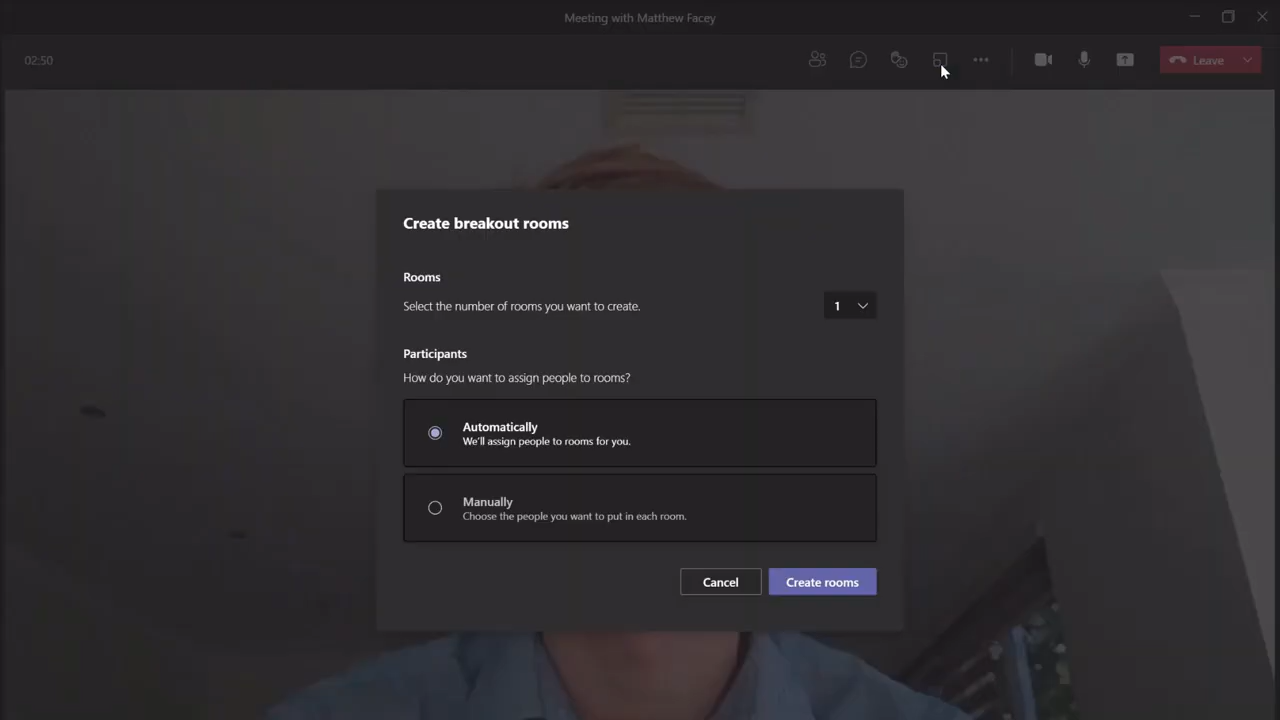 Meeting with Matthew Facey
02:50
Leave
Create breakout rooms
Rooms
Select the number of rooms you want to create.
1
Participants
How do you want to assign people to rooms?
Automatically
We'll assign people to rooms for you.
Manually
Choose the people you want to put in each room.
Cancel
Create rooms